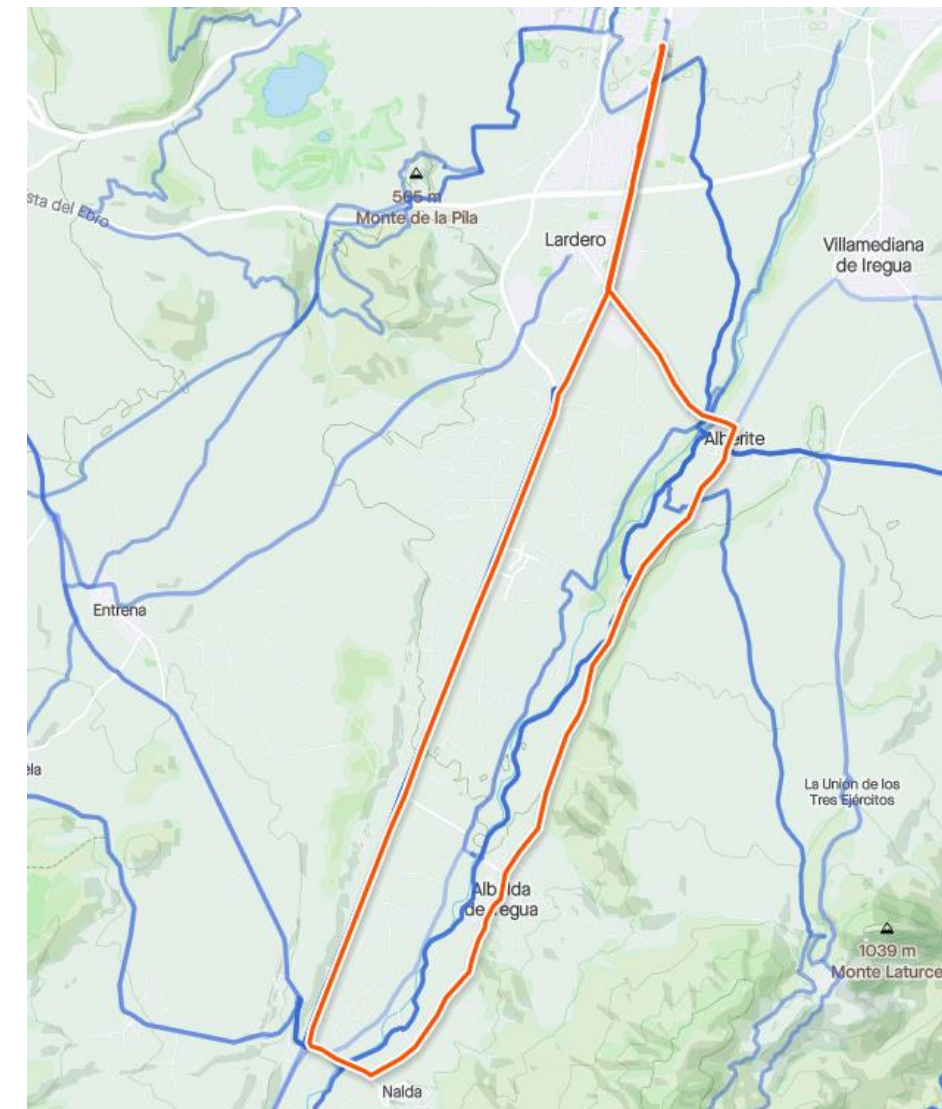 sta del Ebro
565 m
Monte de la Pila
Lardero
Villamediana
de Iregua
Alberite
Entrena
ela
La Unión de los
Tres Ejércitos
1039 m
Monte Laturce
Nalda